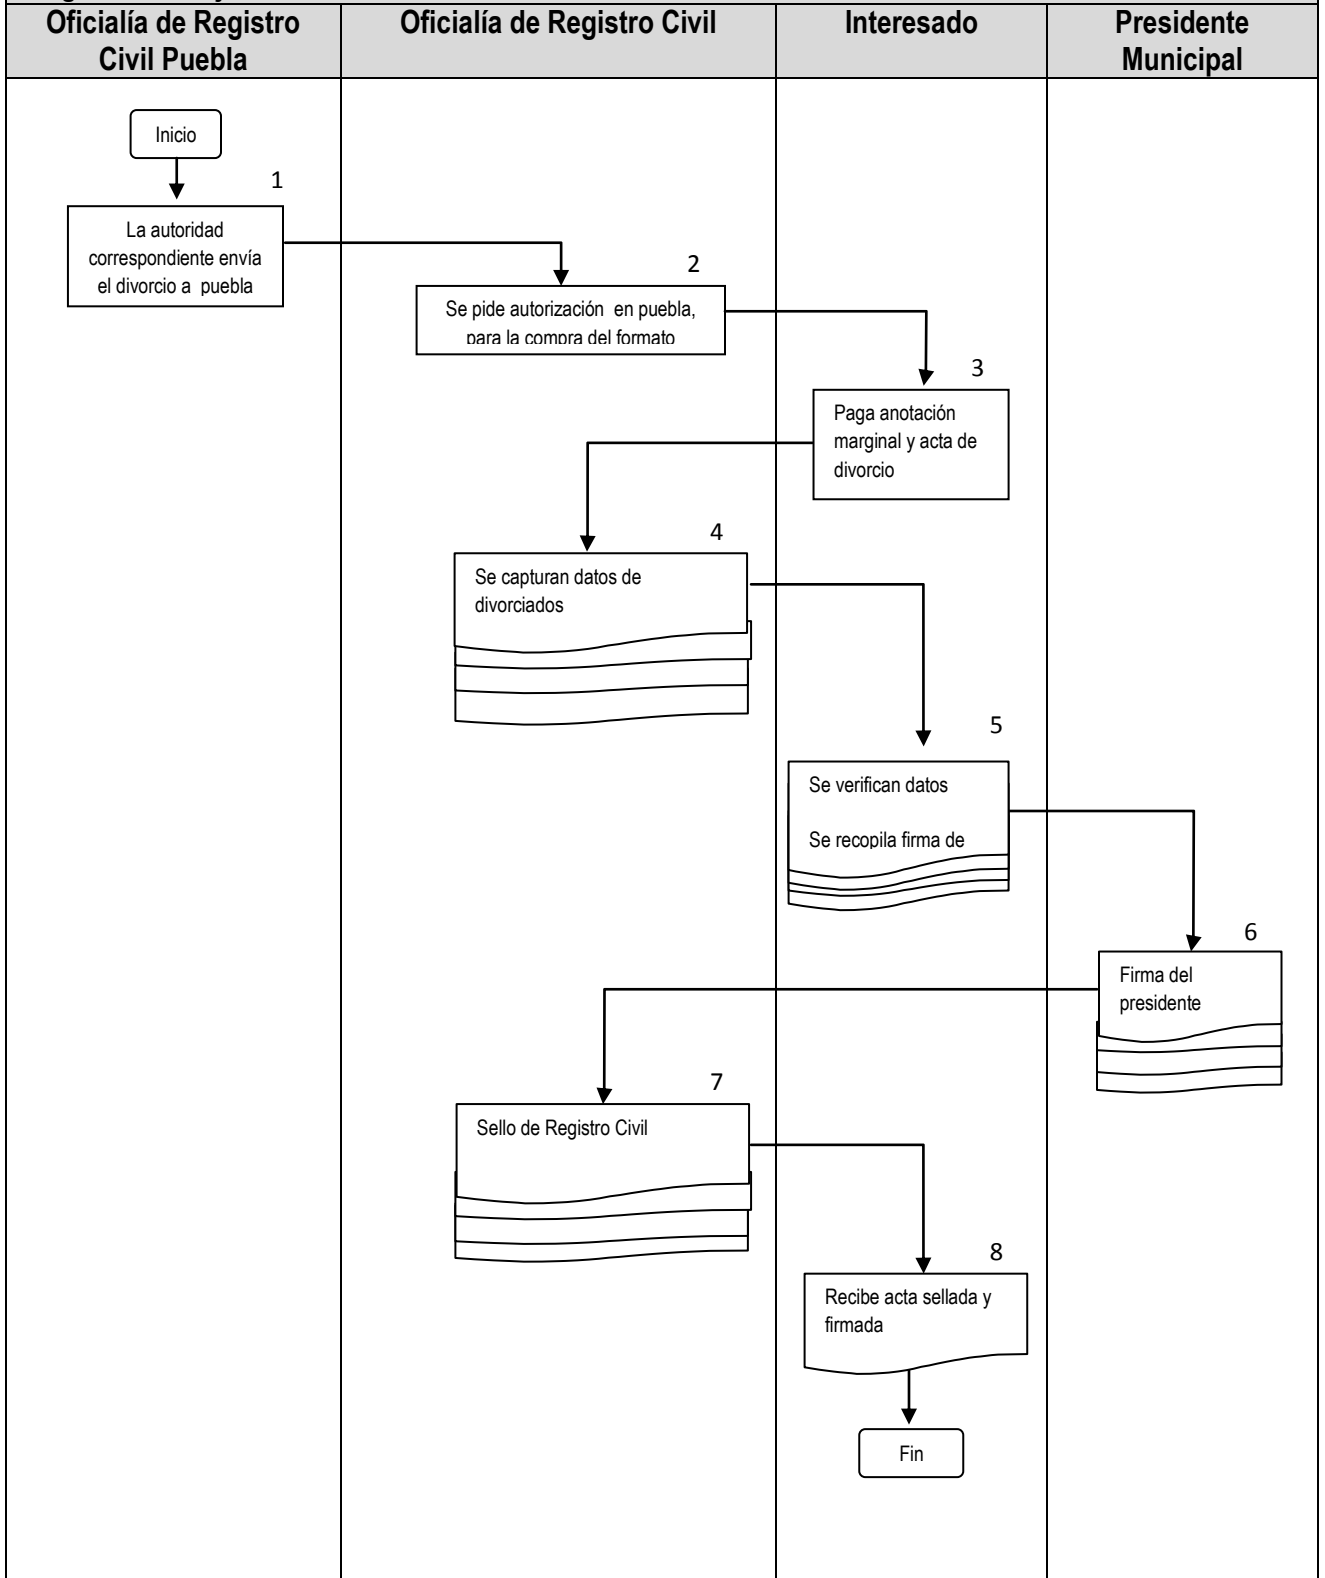 Oficialía de Registro
Civil Puebla
Oficialía de Registro Civil
Interesado
Presidente
Municipal
Inicio
1
La autoridad
correspondiente envía
el divorcio a puebla
2
Se pide autorización en puebla,
para la compra del formato
3
Paga anotación
marginal y acta de
divorcio
4
Se capturan datos de
divorciados
5
Se verifican datos
Se recopila firma de
6
Firma del
presidente
7
Sello de Registro Civil
8
Recibe acta sellada y
firmada
Fin